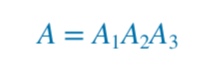 A = A₁A₂A₃